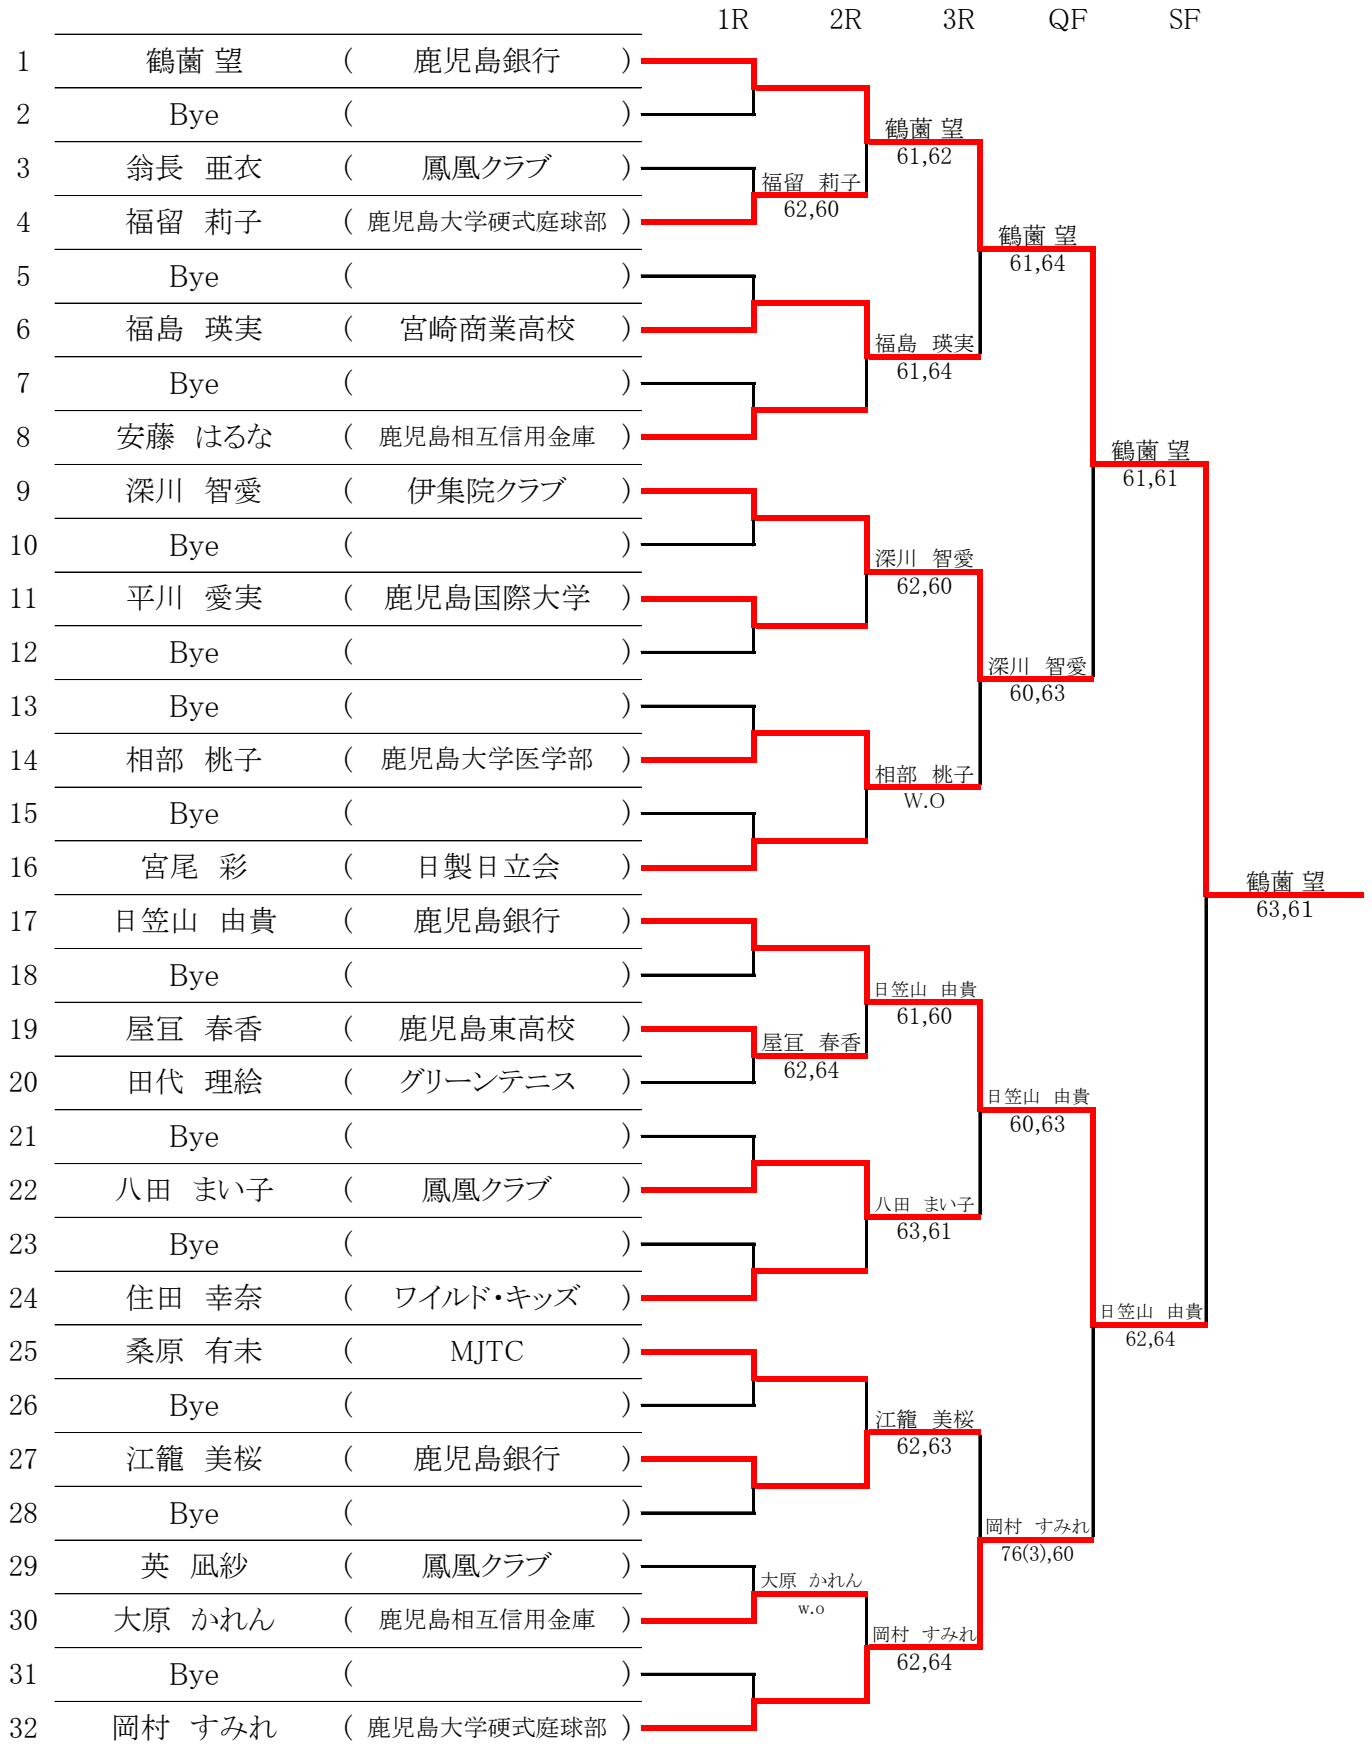 1R 2R 3R QF SF
1 鶴薗 望 ( 鹿児島銀行 )
2 Bye ( )
鶴薗 望
61,62
3 翁長 亜衣 ( 鳳凰クラブ )
福留 莉子
62,60
4 福留 莉子 ( 鹿児島大学硬式庭球部 )
鶴薗 望
61,64
5 Bye ( )
6 福島 瑛実 ( 宮崎商業高校 )
福島 瑛実
61,64
7 Bye ( )
8 安藤 はるな ( 鹿児島相互信用金庫 )
鶴薗 望
61,61
9 深川 智愛 ( 伊集院クラブ )
10 Bye ( )
深川 智愛
62,60
11 平川 愛実 ( 鹿児島国際大学 )
12 Bye ( )
深川 智愛
60,63
13 Bye ( )
14 相部 桃子 ( 鹿児島大学医学部 )
相部 桃子
W.O
15 Bye ( )
16 宮尾 彩 ( 日製日立会 )
鶴薗 望
63,61
17 日笠山 由貴 ( 鹿児島銀行 )
18 Bye ( )
日笠山 由貴
61,60
19 屋冝 春香 ( 鹿児島東高校 )
屋冝 春香
62,64
20 田代 理絵 ( グリーンテニス )
日笠山 由貴
60,63
21 Bye ( )
22 八田 まい子 ( 鳳凰クラブ )
八田 まい子
63,61
23 Bye ( )
24 住田 幸奈 ( ワイルド・キッズ )
日笠山 由貴
62,64
25 桑原 有未 ( MJTC )
26 Bye ( )
江籠 美桜
62,63
27 江籠 美桜 ( 鹿児島銀行 )
28 Bye ( )
岡村 すみれ
76(3),60
29 英 凪紗 ( 鳳凰クラブ )
大原 かれん
w.o
30 大原 かれん ( 鹿児島相互信用金庫 )
岡村 すみれ
62,64
31 Bye ( )
32 岡村 すみれ ( 鹿児島大学硬式庭球部 )